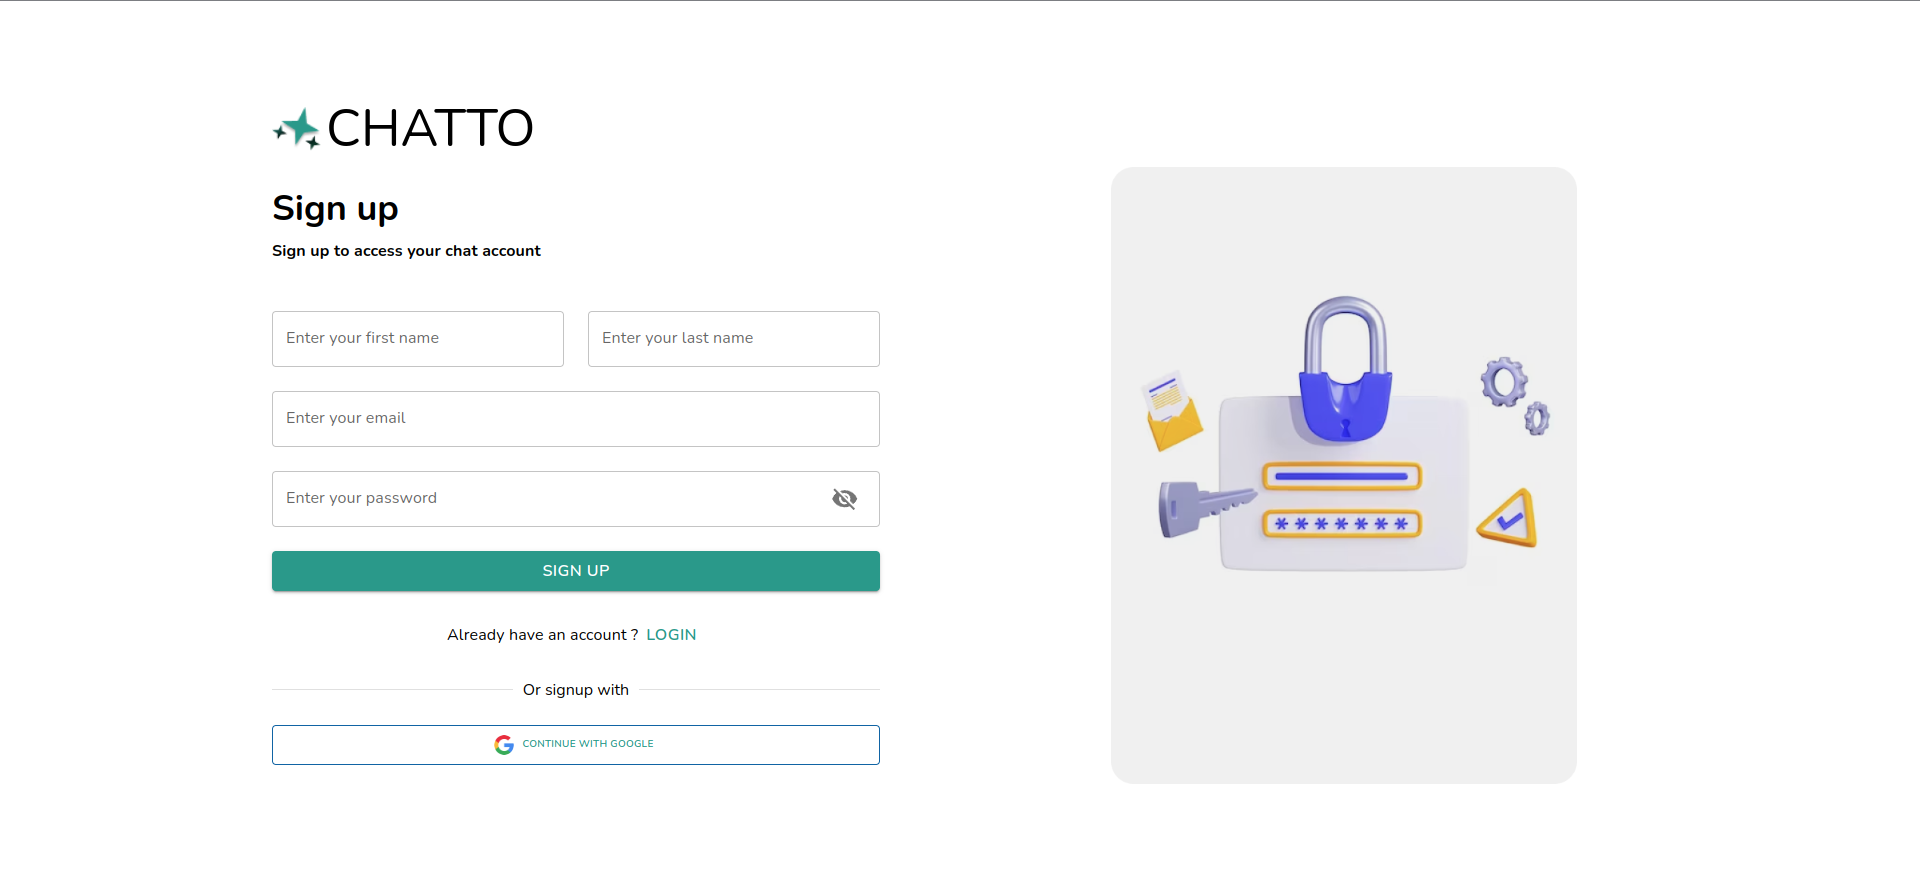 CHATTO
Sign up
Sign up to access your chat account
Enter your first name
Enter your last name
Enter your email
Enter your password
SIGN UP
Already have an account ? LOGIN
Or signup with
CONTINUE WITH GOOGLE
*******